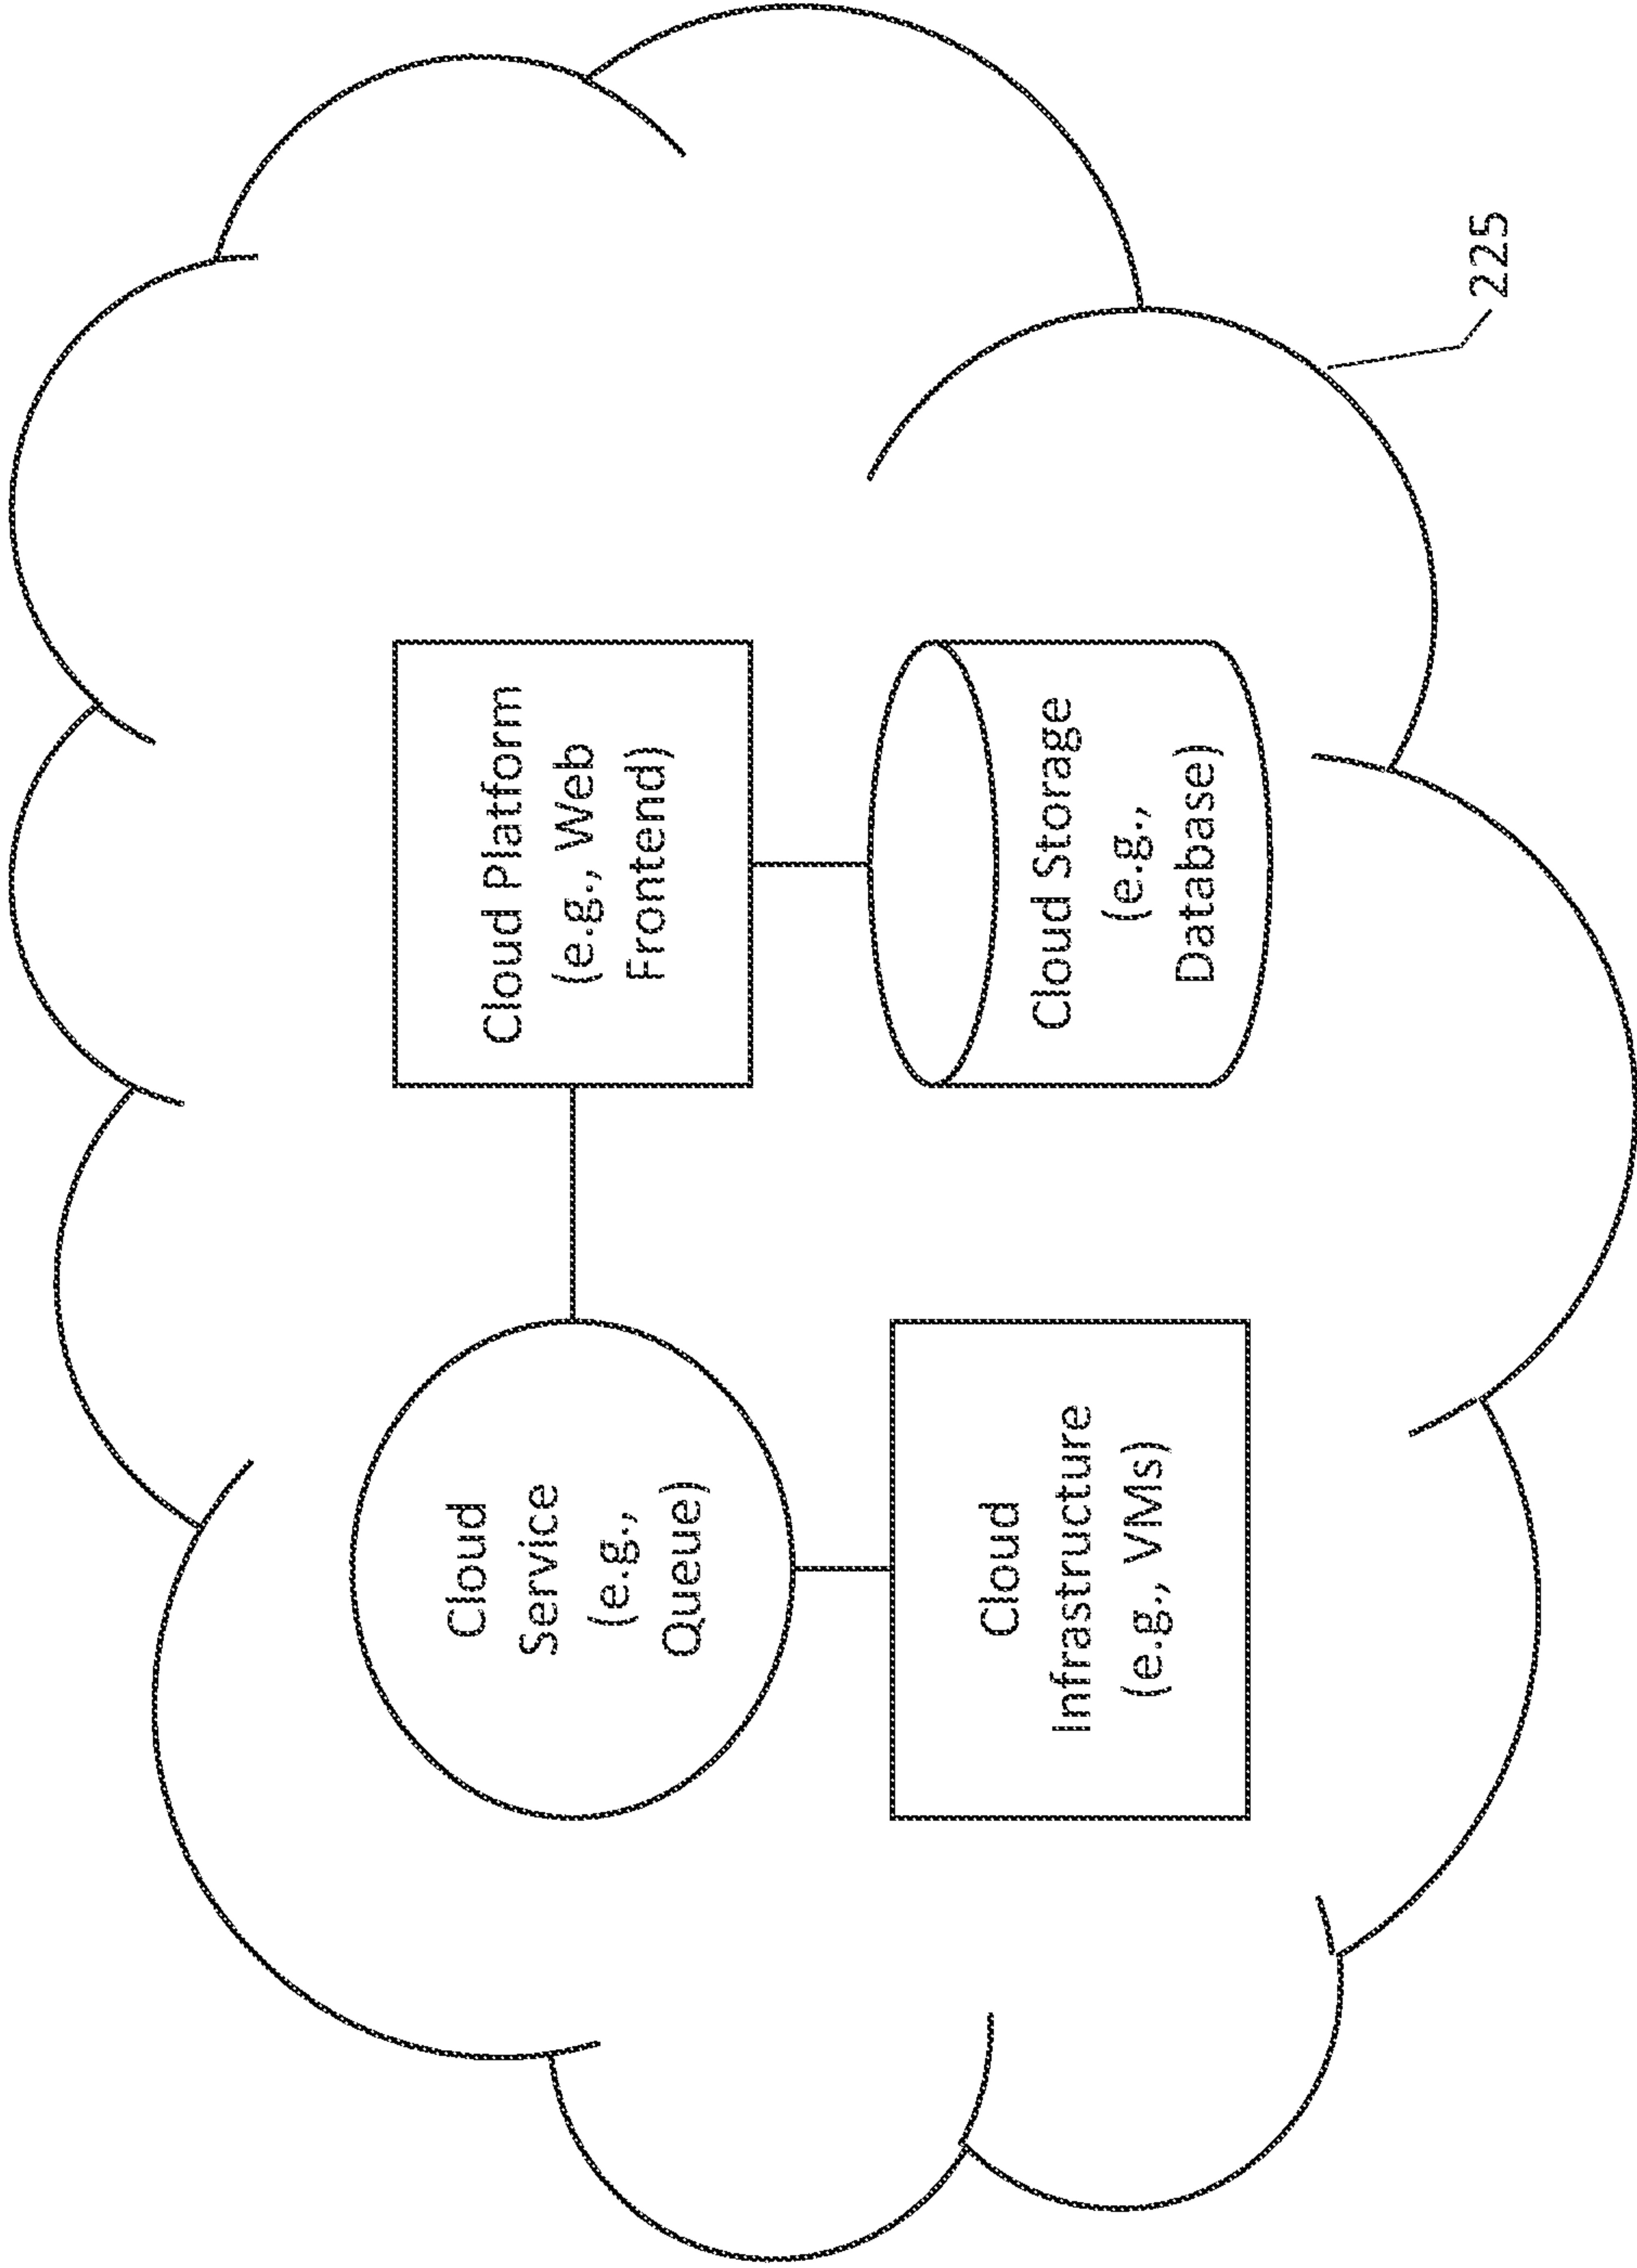 Cloud
Service
(e.g.,
Queue)
Cloud Platform
(e.g., Web
Frontend)
Cloud
Infrastructure
(e.g., VMs)
Cloud Storage
(e.g.,
Database)
225